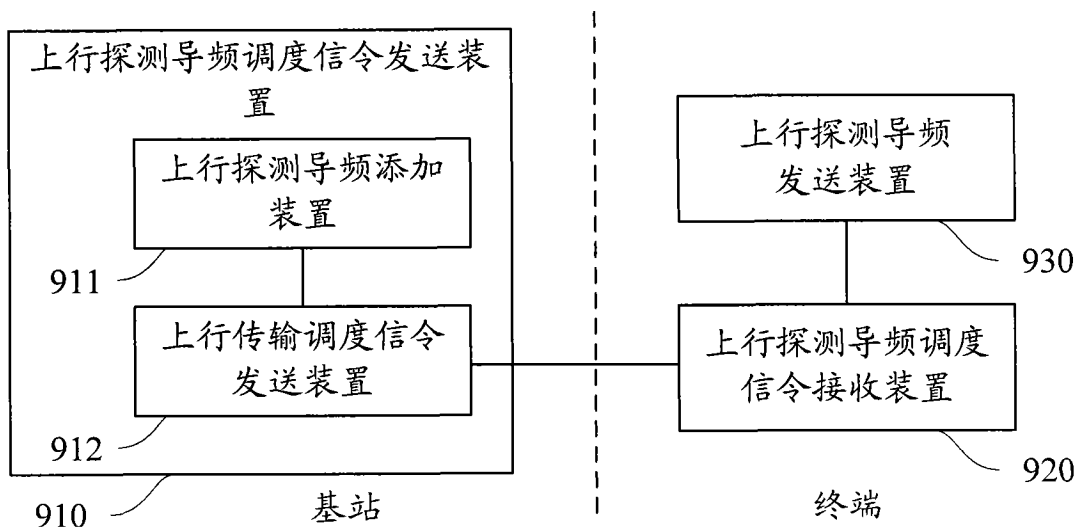 上行探测导频调度信令发送装
置
上行探测导频添加
装置
911
上行传输调度信令
发送装置
912
910
基站
上行探测导频
发送装置
930
上行探测导频调度
信令接收装置
920
终端